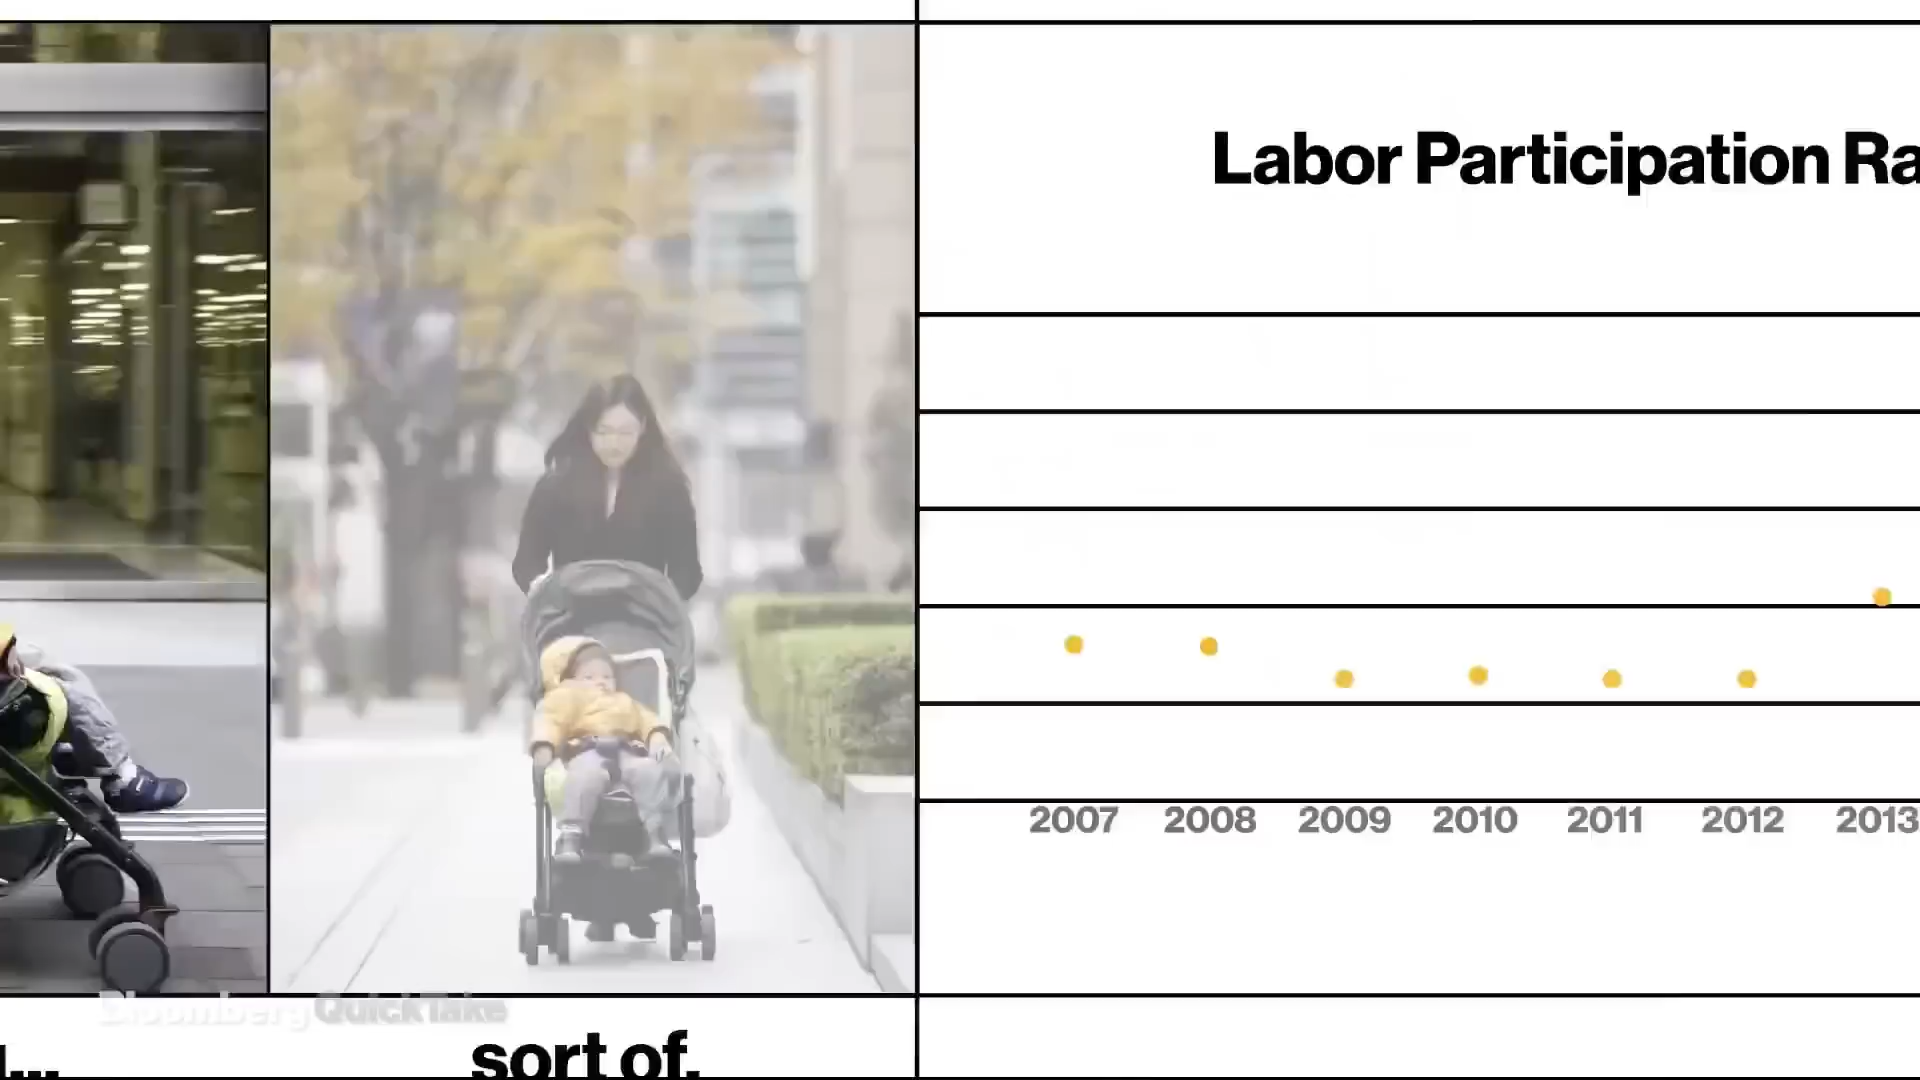 Labor Participation Ra
2007 2008 2009 2010 2011 2012 2013
Bloomberg QuickTake
sort of.